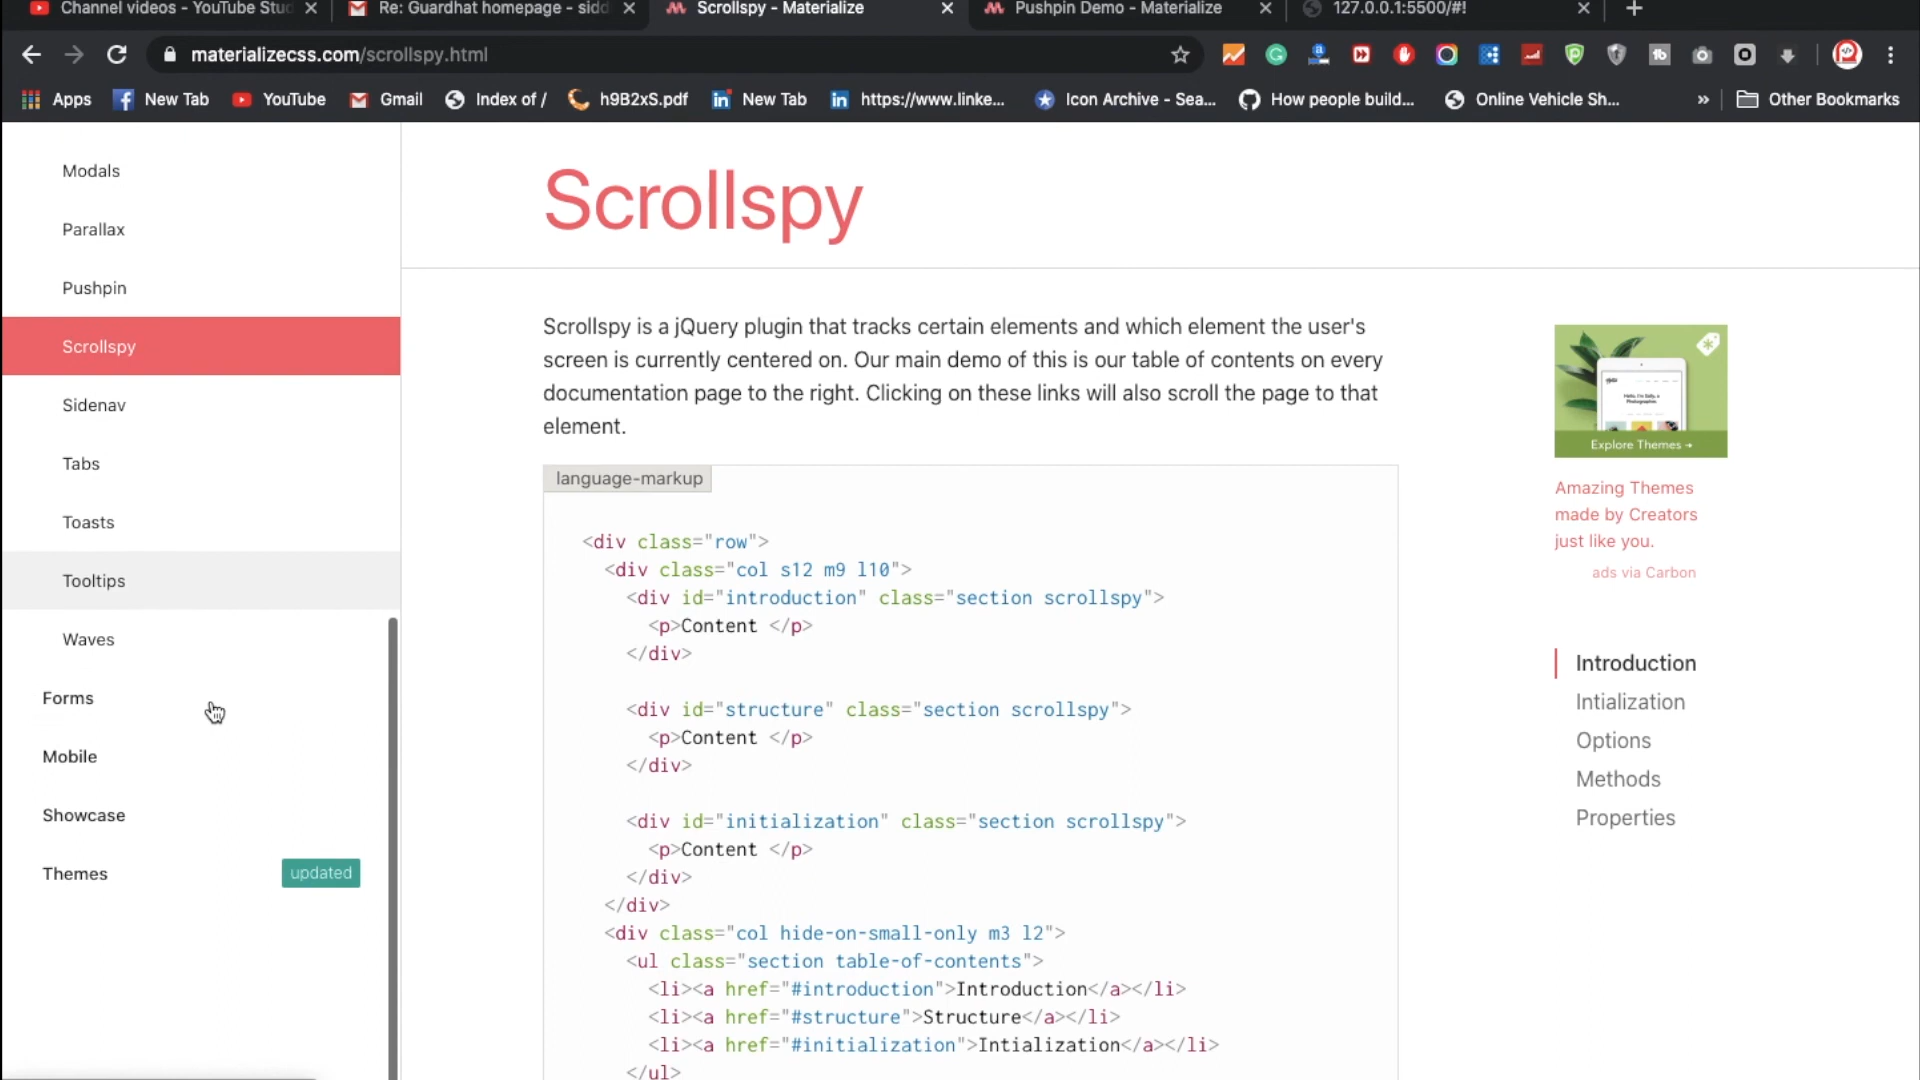 Channel videos - YouTube Stud
Re: Guardhat homepage - sidd
Scrollspy - Materialize
Pushpin Demo - Materialize
127.0.0.1:5500/#!
materializecss.com/scrollspy.html
Apps
New Tab
YouTube
Gmail
Index of /
h9B2xS.pdf
New Tab
https://www.linke...
Icon Archive - Sea...
How people build...
Online Vehicle Sh...
»
Other Bookmarks
Modals
Parallax
Pushpin
Scrollspy
Sidenav
Tabs
Toasts
Tooltips
Waves
Forms
Mobile
Showcase
Themes
updated
Scrollspy
Scrollspy is a jQuery plugin that tracks certain elements and which element the user's
screen is currently centered on. Our main demo of this is our table of contents on every
documentation page to the right. Clicking on these links will also scroll the page to that
element.
language-markup
<div class="row">
<div class="col s12 m9 l10">
<div id="introduction" class="section scrollspy">
<p>Content </p>
</div>
<div id="structure" class="section scrollspy">
<p>Content </p>
</div>
<div id="initialization" class="section scrollspy">
<p>Content </p>
</div>
</div>
<div class="col hide-on-small-only m3 l2">
<ul class="section table-of-contents">
<li><a href="#introduction">Introduction</a></li>
<li><a href="#structure">Structure</a></li>
<li><a href="#initialization">Intialization</a></li>
</ul>
Explore Themes →
Amazing Themes
made by Creators
just like you.
ads via Carbon
Introduction
Intialization
Options
Methods
Properties